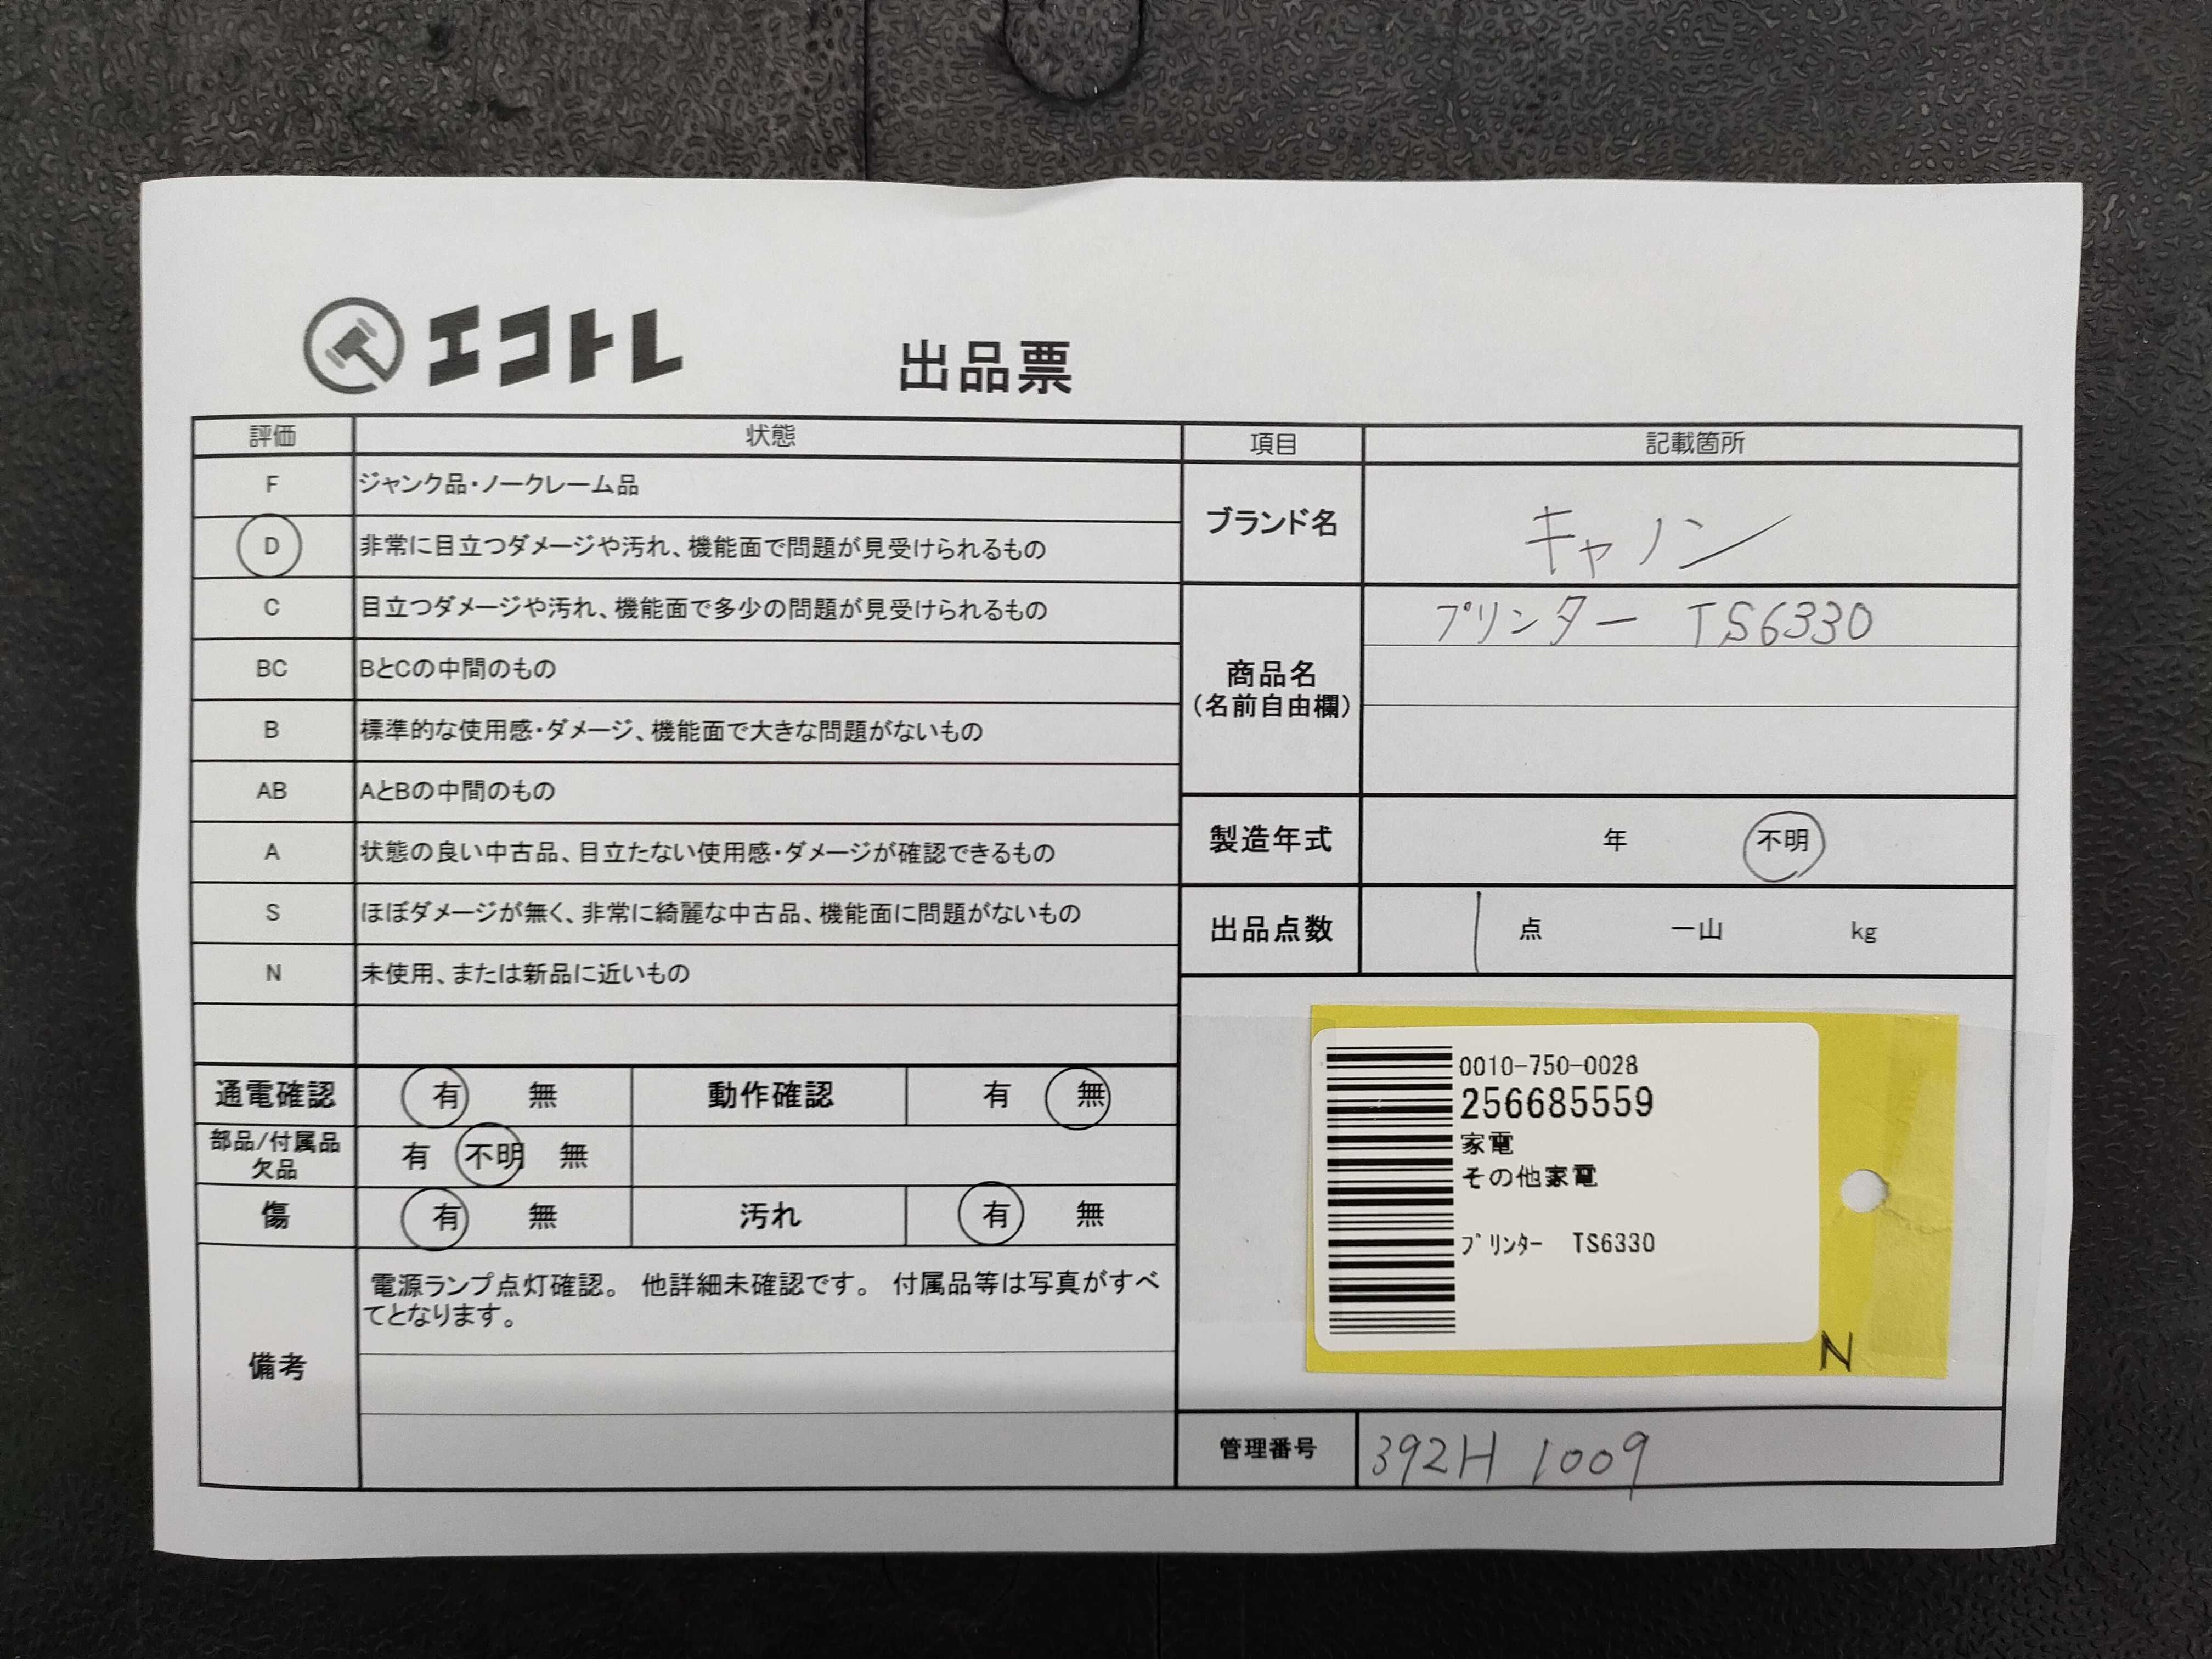 エコトレ
出品票
評価 状態
F ジャンク品・ノークレーム品
D 非常に目立つダメージや汚れ、機能面で問題が見受けられるもの
C 目立つダメージや汚れ、機能面で多少の問題が見受けられるもの
BC BとCの中間のもの
B 標準的な使用感・ダメージ、機能面で大きな問題がないもの
AB AとBの中間のもの
A 状態の良い中古品、目立たない使用感・ダメージが確認できるもの
S ほぼダメージが無く、非常に綺麗な中古品、機能面に問題がないもの
N 未使用、または新品に近いもの
通電確認 有 無 動作確認 有 無
部品/付属品
欠品
有 不明 無
傷 有 無 汚れ 有 無
備考
電源ランプ点灯確認。 他詳細未確認です。 付属品等は写真がすべ
てとなります。
項目 記載箇所
ブランド名 キャノン
商品名
(名前自由欄)
プリンター TS6330
製造年式 年 不明
出品点数 1 点 一山 kg
0010-750-0028
256685559
家電
その他家電
プリンター TS6330
N
管理番号 392H 1009